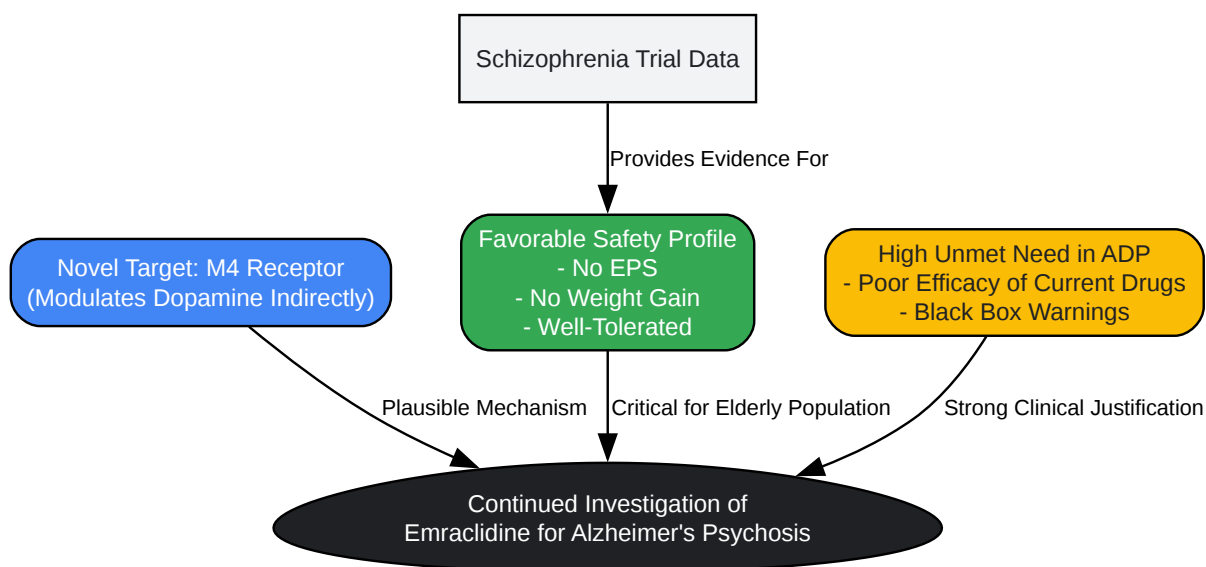 Schizophrenia Trial Data
Provides Evidence For
Novel Target: M4 Receptor
(Modulates Dopamine Indirectly)
Favorable Safety Profile
- No EPS
- No Weight Gain
- Well-Tolerated
High Unmet Need in ADP
- Poor Efficacy of Current Drugs
- Black Box Warnings
Plausible Mechanism
Critical for Elderly Population
Strong Clinical Justification
Continued Investigation of
Emraclidine for Alzheimer's Psychosis